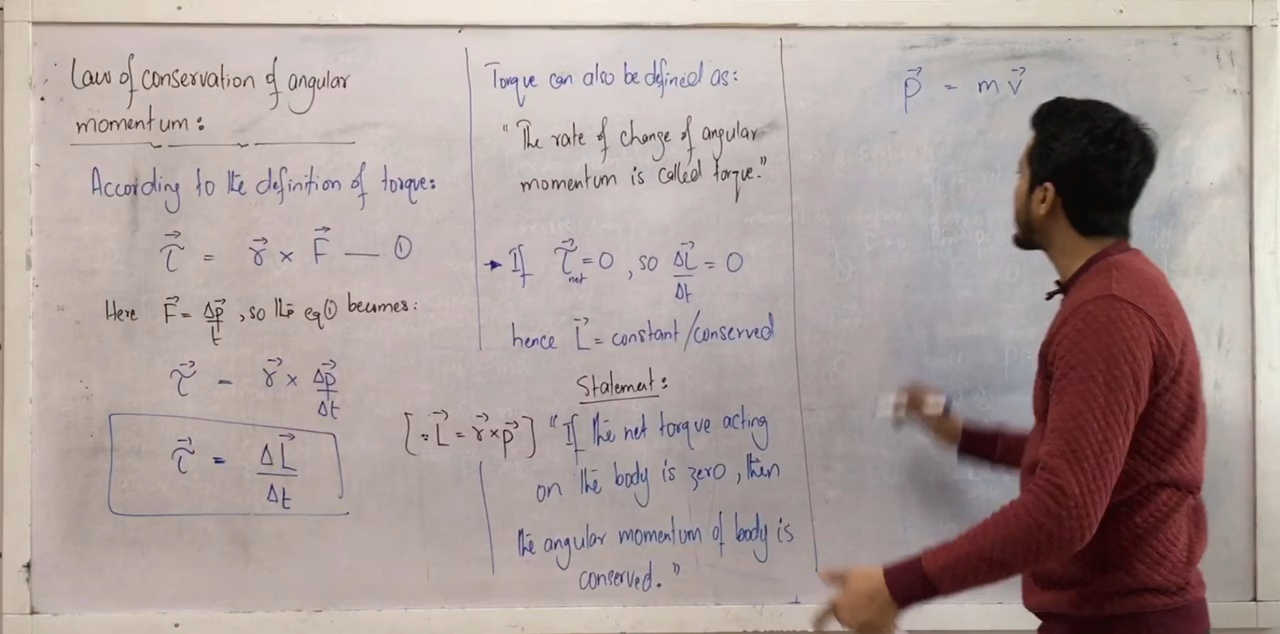 Law of conservation of angular
momentum:
According to the definition of torque:
τ⃗ = r⃗ × F⃗ — ①
Here F⃗ = Δp⃗/t, so the eq① becomes:
τ⃗ = r⃗ × Δp⃗/Δt
τ⃗ = ΔL⃗/Δt
[∵ L⃗ = r⃗ × p⃗]
Torque can also be defined as:
"The rate of change of angular
momentum is called torque."
→ If τ⃗net = 0, so ΔL⃗/Δt = 0
hence L⃗ = constant/conserved
Statement:
"If the net torque acting
on the body is zero, then
the angular momentum of body is
conserved."
p⃗ = m v⃗